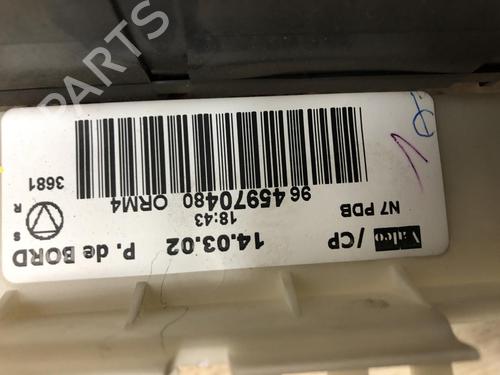 Valeo /CP 14.03.02 P. de BORD
18:43
N7 PDB 96 45970480 ORM4
3681
S
R
B-PARTS